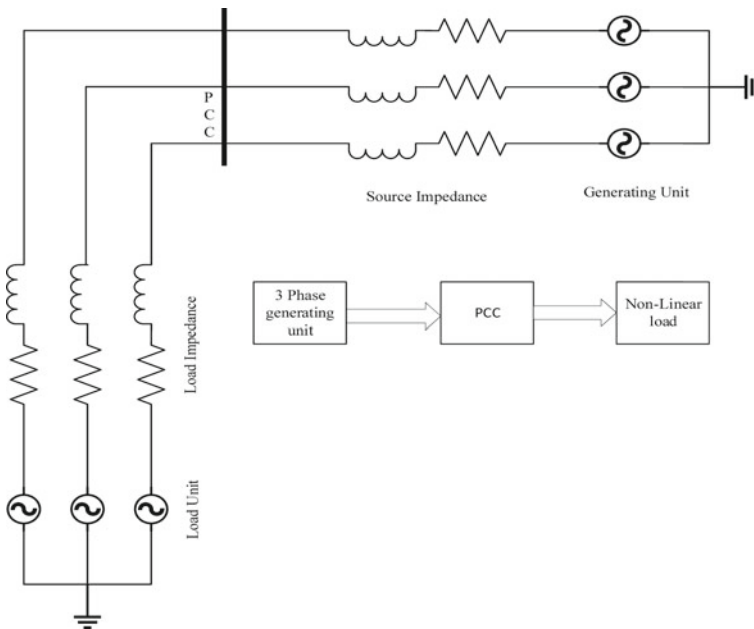 P
C
C
Source Impedance
Generating Unit
3 Phase
generating
unit
PCC
Non-Linear
load
Load Impedance
Load Unit